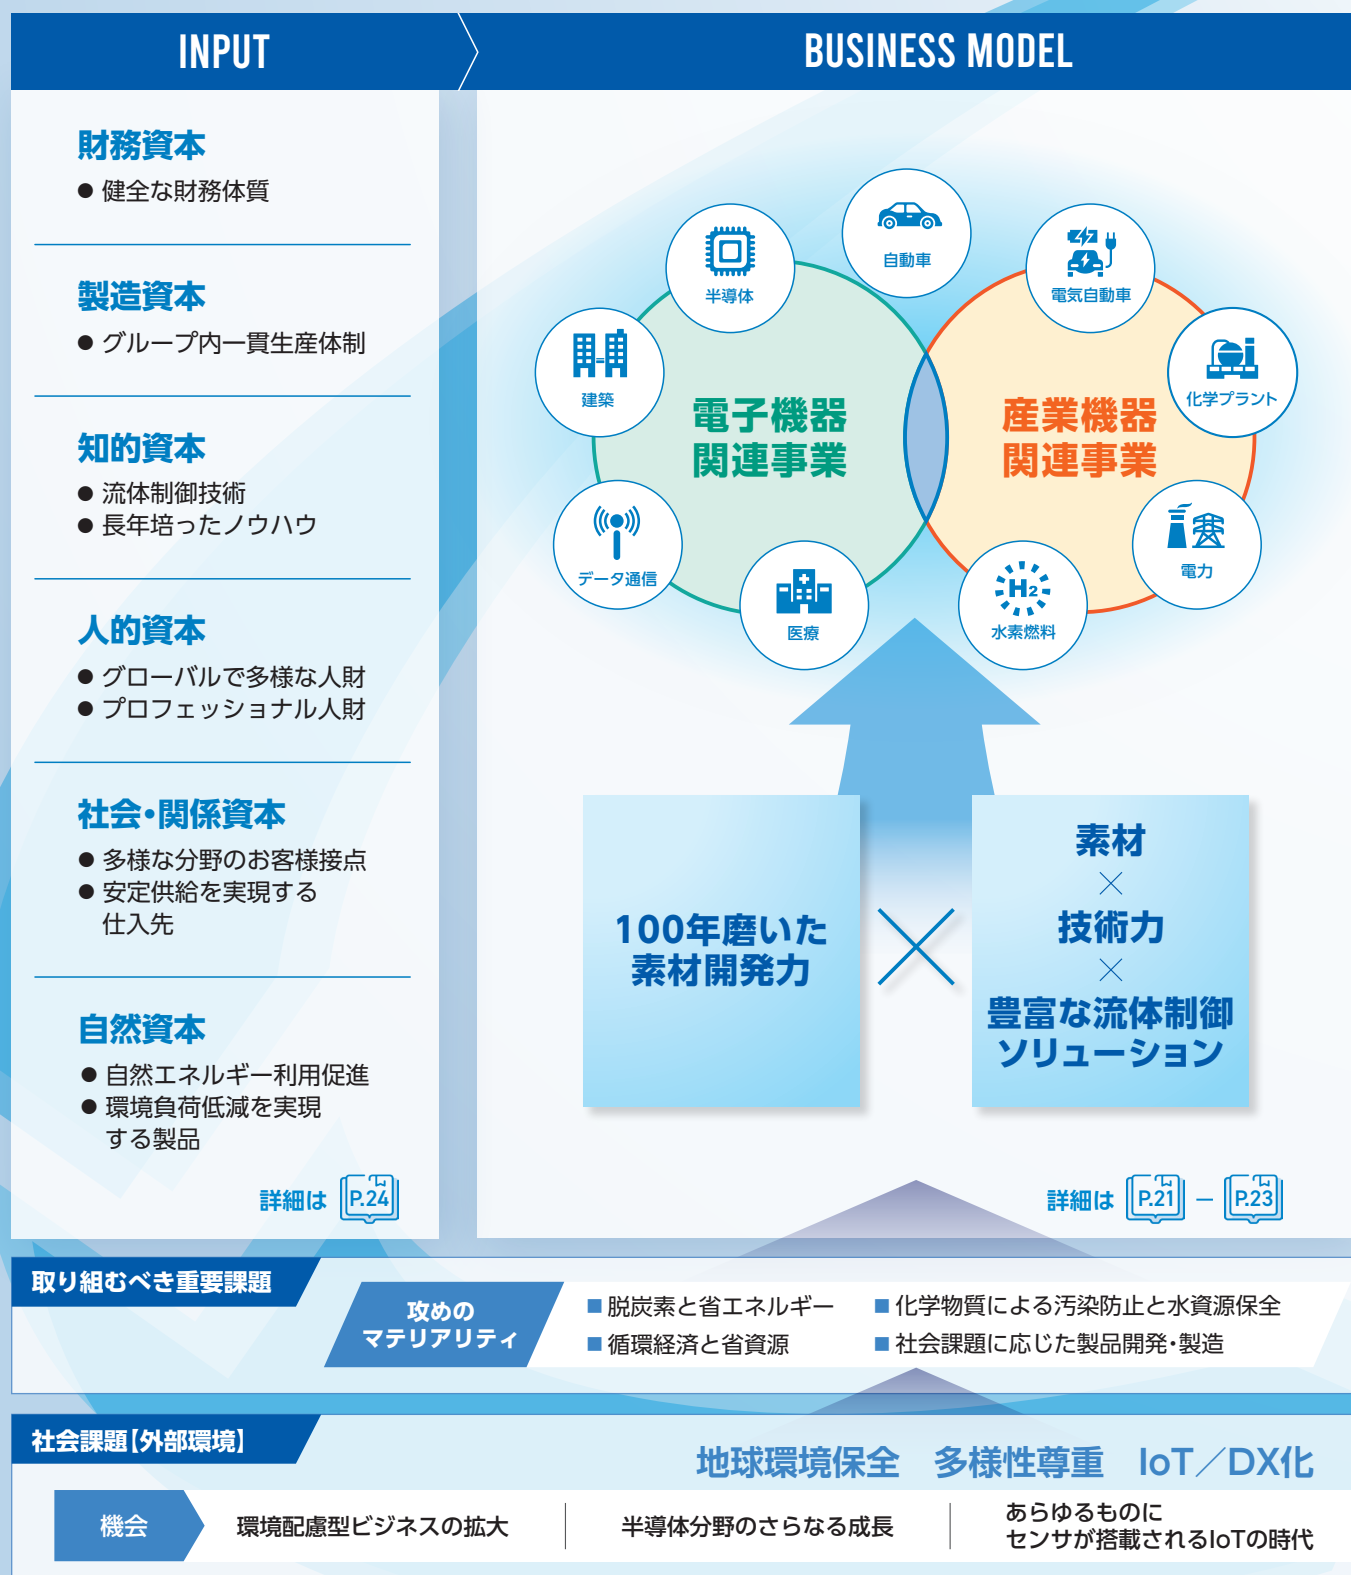 INPUT
BUSINESS MODEL
財務資本
● 健全な財務体質
製造資本
● グループ内一貫生産体制
知的資本
● 流体制御技術
● 長年培ったノウハウ
人的資本
● グローバルで多様な人財
● プロフェッショナル人財
社会・関係資本
● 多様な分野のお客様接点
● 安定供給を実現する
仕入先
自然資本
● 自然エネルギー利用促進
● 環境負荷低減を実現
する製品
詳細は P.24
自動車
半導体
電気自動車
建築
化学プラント
電子機器
関連事業
産業機器
関連事業
データ通信
電力
医療
H2
水素燃料
100年磨いた
素材開発力
×
素材
×
技術力
×
豊富な流体制御
ソリューション
詳細は P.21 － P.23
取り組むべき重要課題
攻めの
マテリアリティ
■ 脱炭素と省エネルギー
■ 化学物質による汚染防止と水資源保全
■ 循環経済と省資源
■ 社会課題に応じた製品開発・製造
社会課題【外部環境】
地球環境保全 多様性尊重 IoT／DX化
機会
環境配慮型ビジネスの拡大
半導体分野のさらなる成長
あらゆるものに
センサが搭載されるIoTの時代